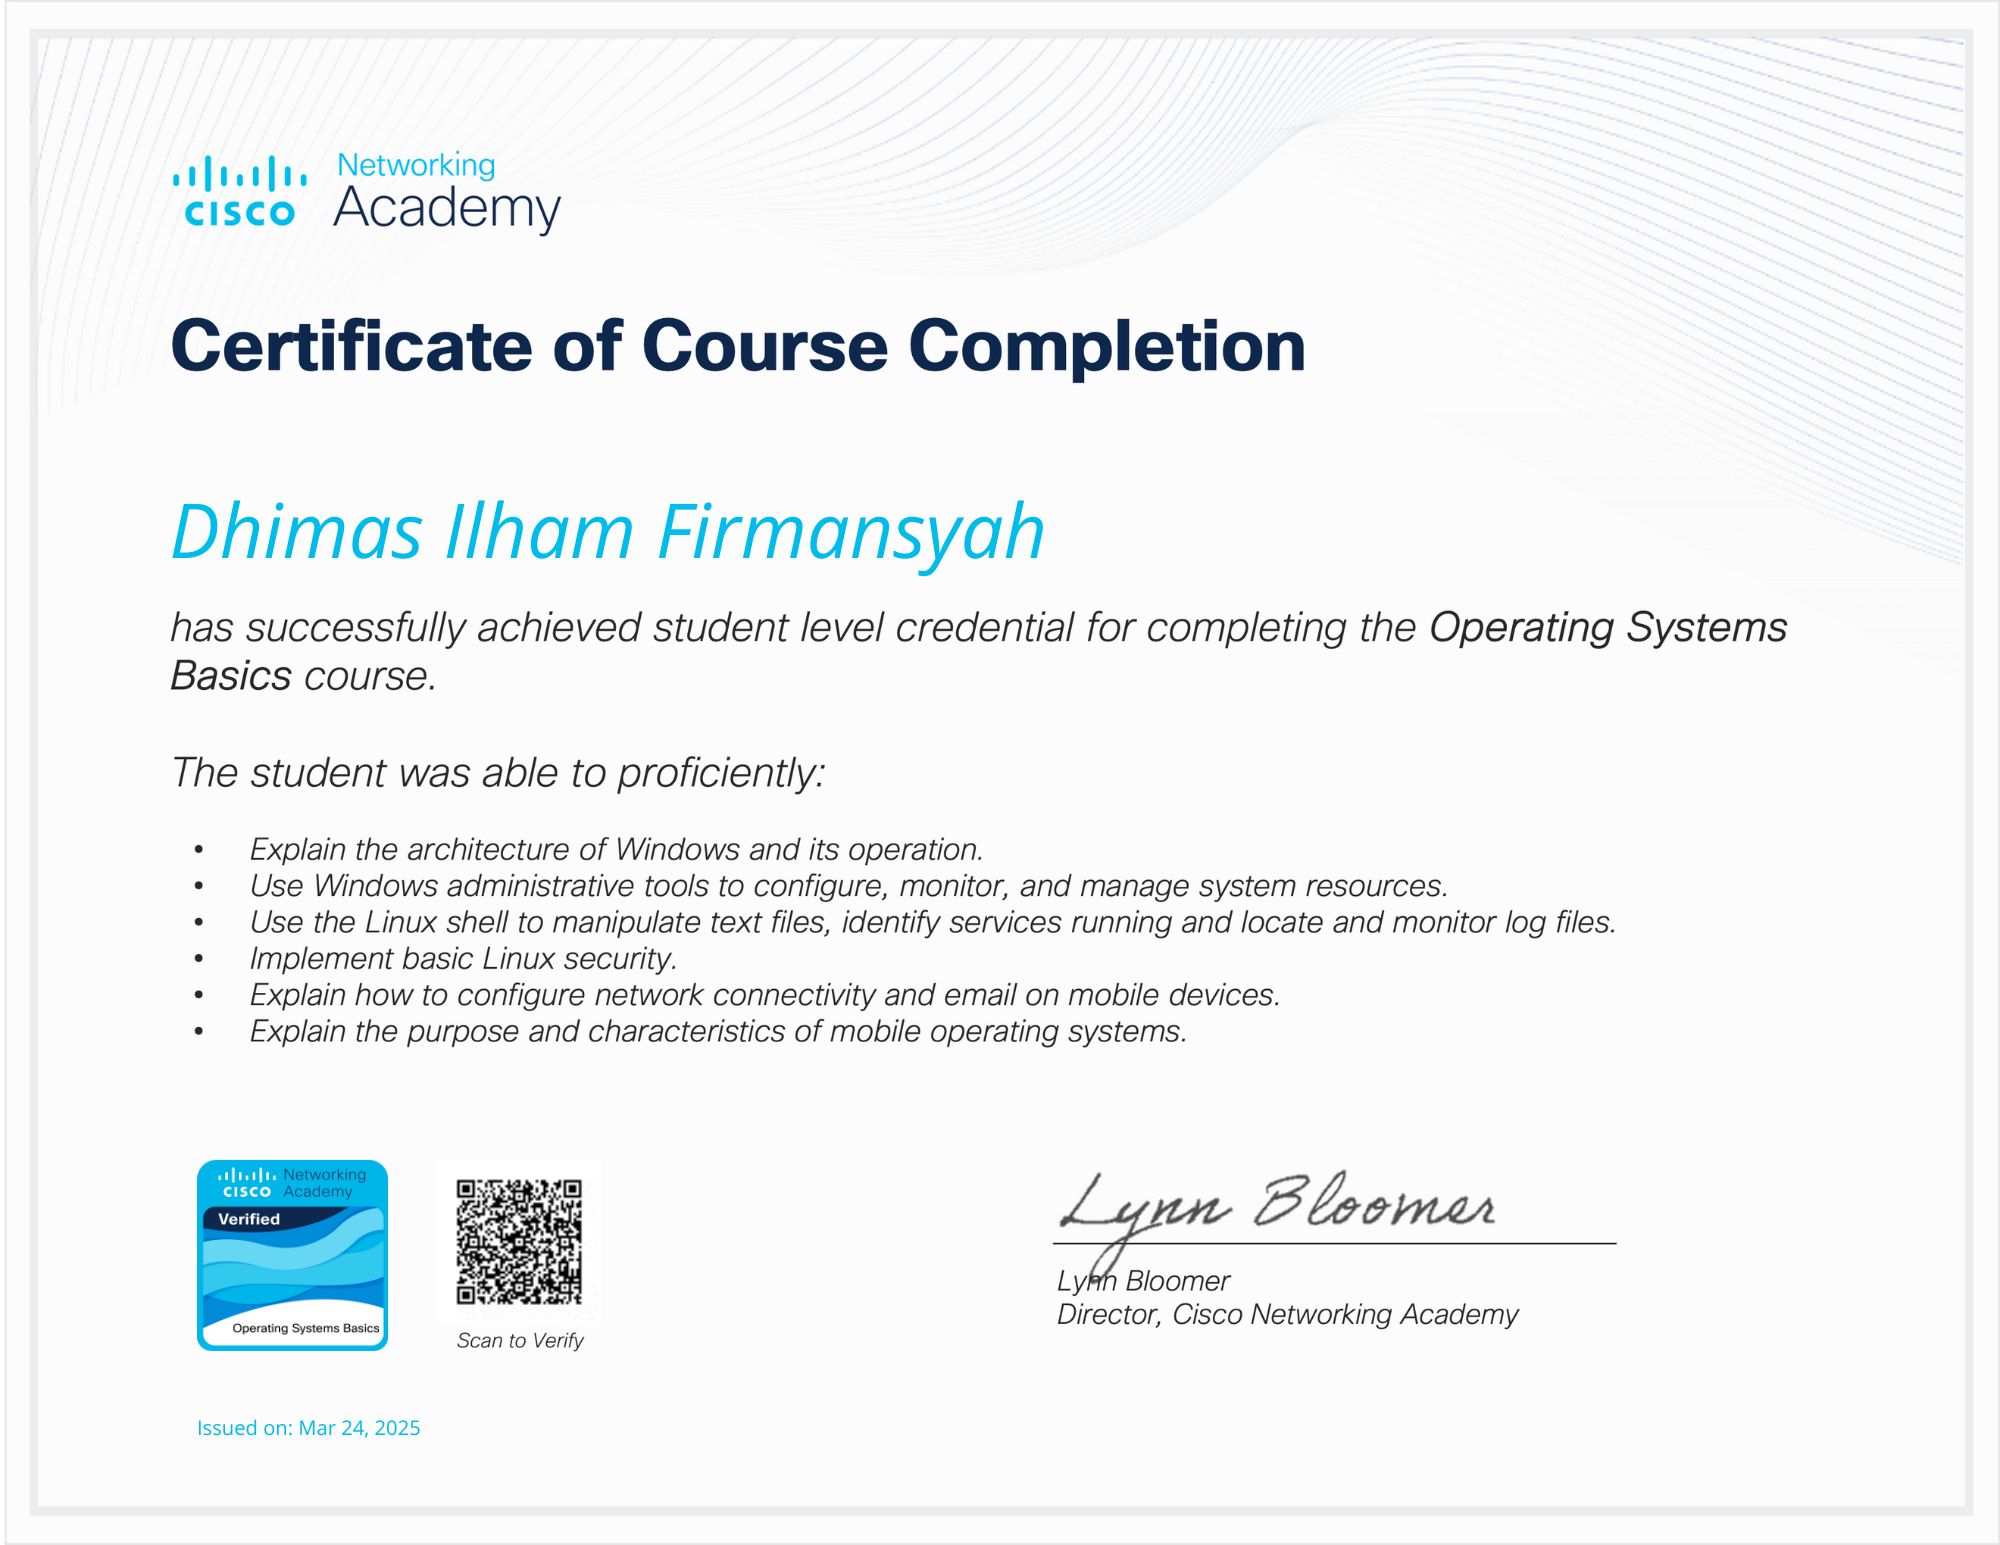 CISCO
Networking
Academy
Certificate of Course Completion
Dhimas Ilham Firmansyah
has successfully achieved student level credential for completing the Operating Systems
Basics course.
The student was able to proficiently:
• Explain the architecture of Windows and its operation.
• Use Windows administrative tools to configure, monitor, and manage system resources.
• Use the Linux shell to manipulate text files, identify services running and locate and monitor log files.
• Implement basic Linux security.
• Explain how to configure network connectivity and email on mobile devices.
• Explain the purpose and characteristics of mobile operating systems.
CISCO
Networking
Academy
Verified
Operating Systems Basics
Scan to Verify
Lynn Bloomer
Lynn Bloomer
Director, Cisco Networking Academy
Issued on: Mar 24, 2025